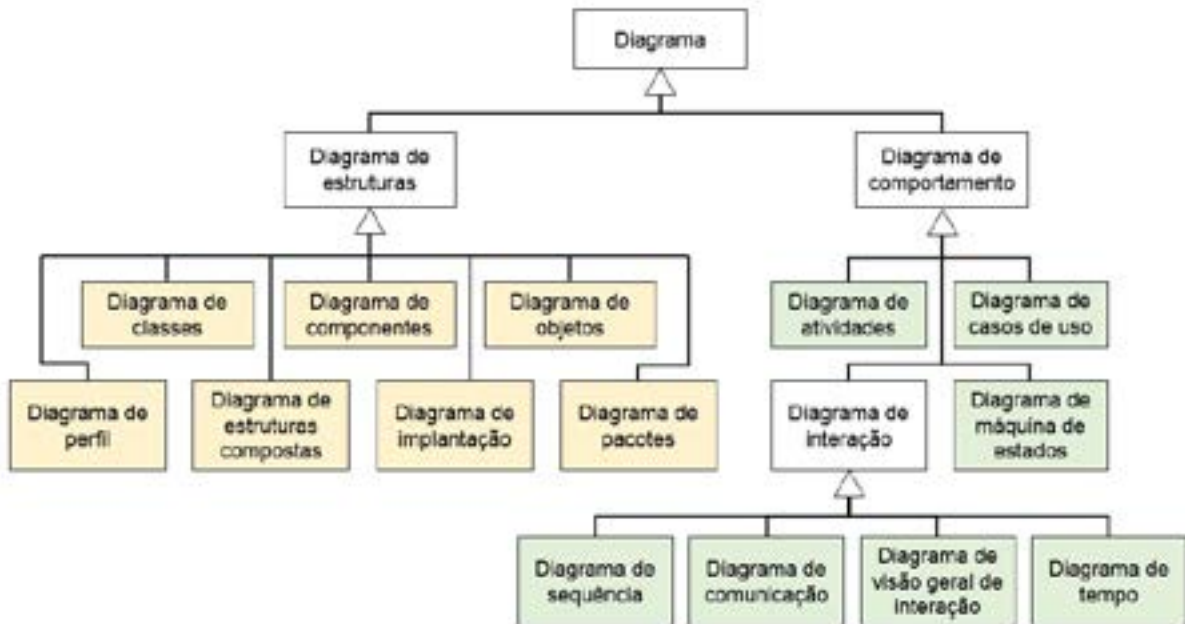 Diagrama
Diagrama de
estruturas
Diagrama de
comportamento
Diagrama de
classes
Diagrama de
componentes
Diagrama de
objetos
Diagrama de
atividades
Diagrama de
casos de uso
Diagrama de
perfil
Diagrama de
estruturas
compostas
Diagrama de
implantação
Diagrama de
pacotes
Diagrama de
interação
Diagrama de
máquina de
estados
Diagrama de
sequência
Diagrama de
comunicação
Diagrama de
visão geral de
interação
Diagrama de
tempo